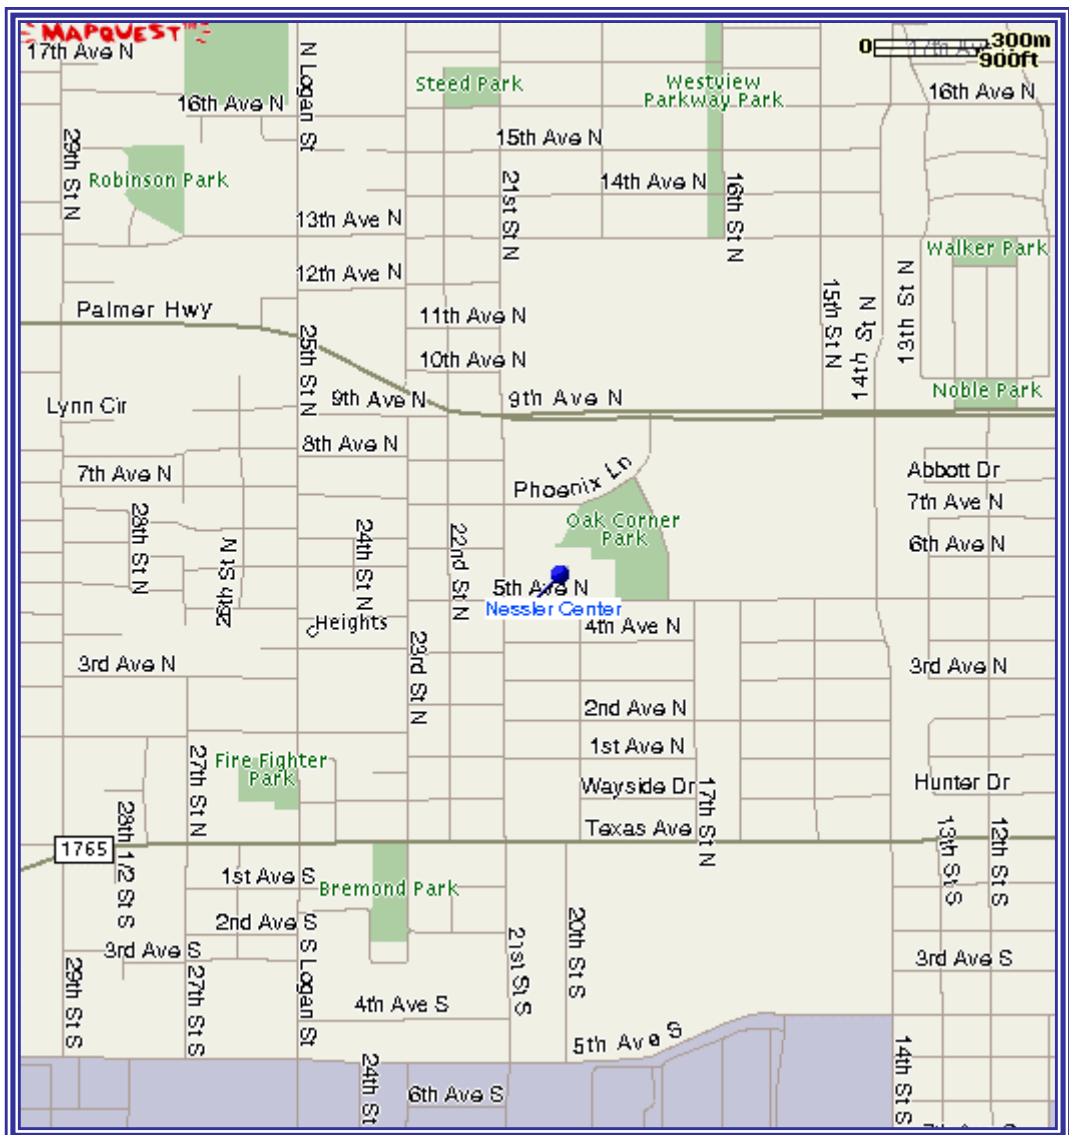 MAPQUEST
17th Ave N
N Logan St
0 300m
900ft
17th Ave N
Steed Park
Westview
Parkway Park
16th Ave N
16th Ave N
29th St N
15th Ave N
Robinson Park
21st St N
14th Ave N
16th St N
13th Ave N
Walker Park
12th Ave N
13th St N
15th St N
14th St N
Palmer Hwy
11th Ave N
25th St N
10th Ave N
Noble Park
Lynn Cir
9th Ave N
9th Ave N
8th Ave N
7th Ave N
Phoenix Ln
Abbott Dr
7th Ave N
28th St N
24th St N
22nd St N
Oak Corner
Park
6th Ave N
26th St N
5th Ave N
Nessler Center
Heights
4th Ave N
3rd Ave N
23rd St N
3rd Ave N
2nd Ave N
1st Ave N
27th St N
Fire Fighter
Park
Wayside Dr
17th St N
Hunter Dr
28th 1/2 St S
Texas Ave
13th St S
12th St S
1765
1st Ave S
Bremond Park
2nd Ave S
20th St S
3rd Ave S
S Logan St
21st St S
3rd Ave S
29th St S
27th St S
4th Ave S
5th Ave S
14th St S
24th St
6th Ave S